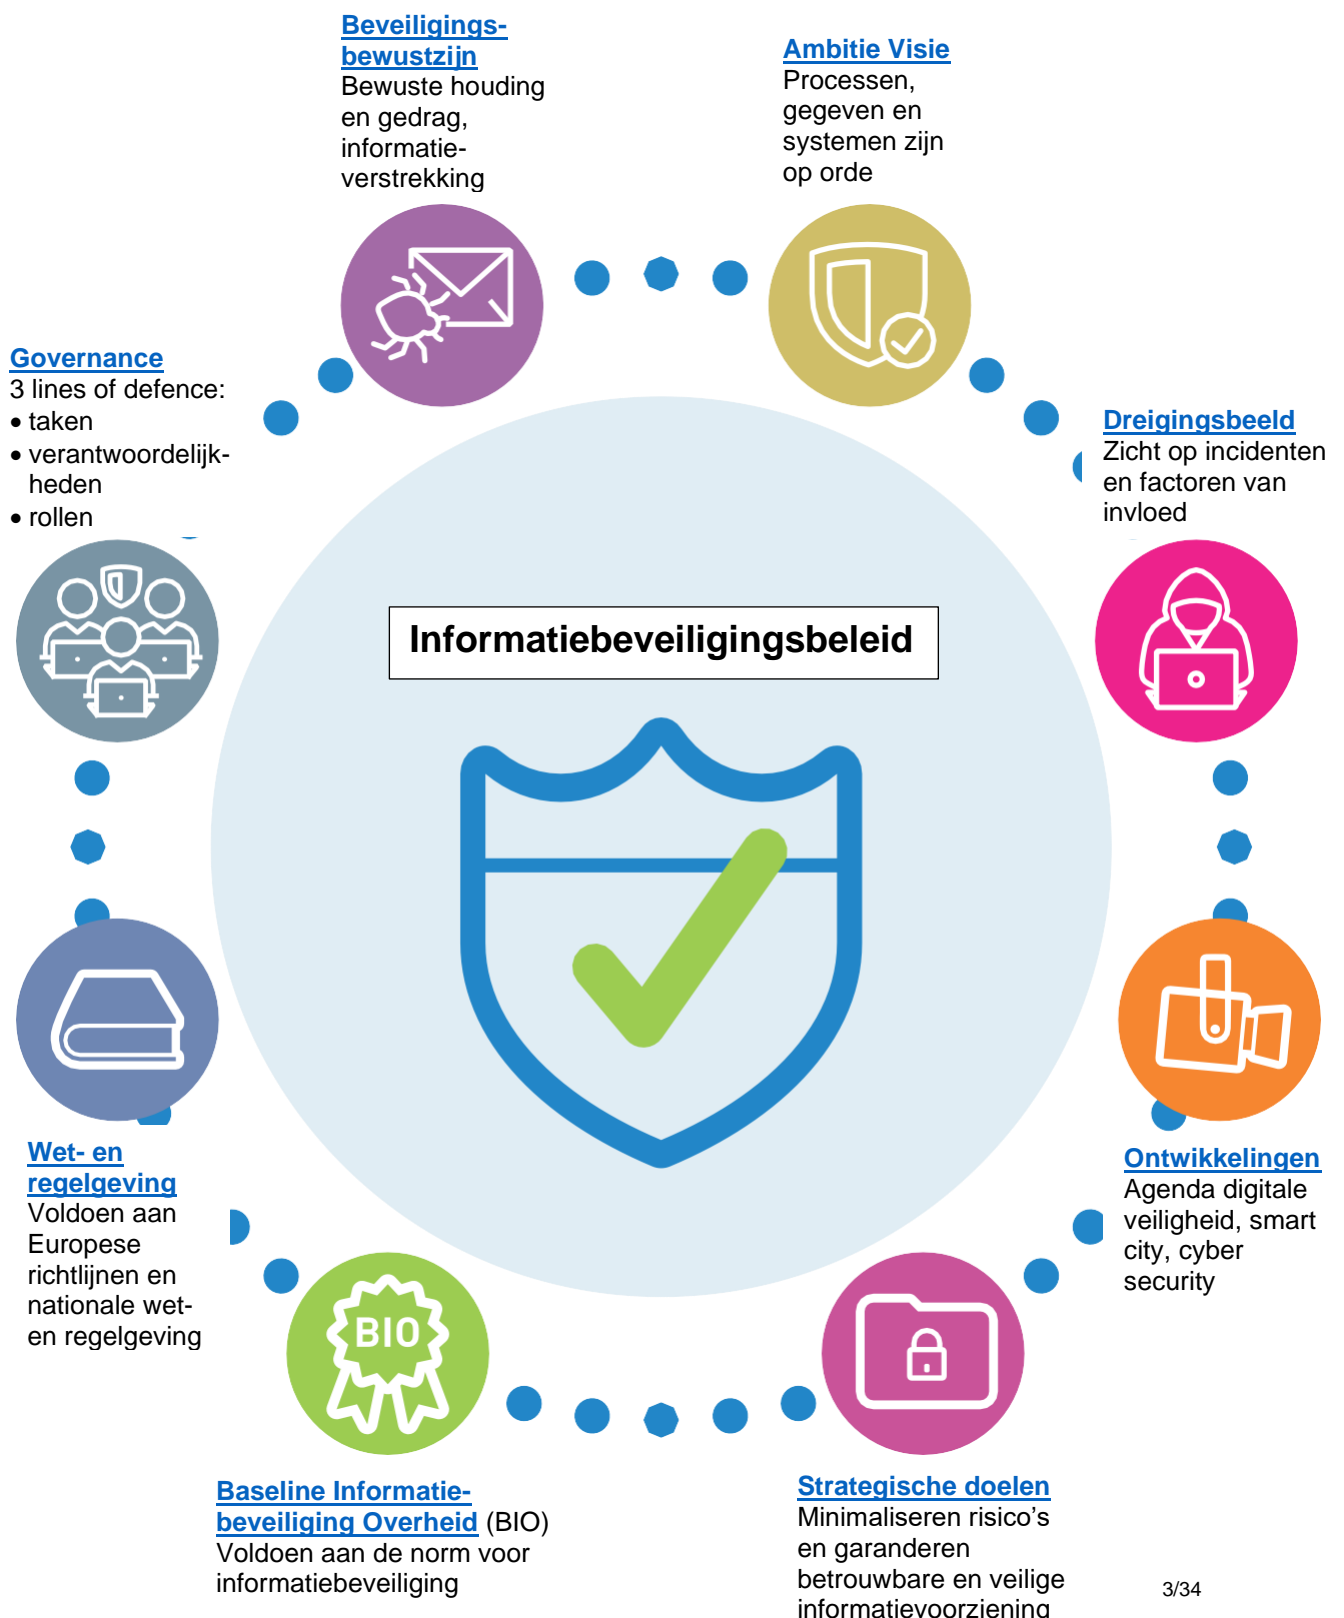 Beveiligings-
bewustzijn
Bewuste houding
en gedrag,
informatie-
verstrekking
Ambitie Visie
Processen,
gegeven en
systemen zijn
op orde
Governance
3 lines of defence:
• taken
• verantwoordelijk-
heden
• rollen
Dreigingsbeeld
Zicht op incidenten
en factoren van
invloed
Informatiebeveiligingsbeleid
Wet- en
regelgeving
Voldoen aan
Europese
richtlijnen en
nationale wet-
en regelgeving
Ontwikkelingen
Agenda digitale
veiligheid, smart
city, cyber
security
BIO
Baseline Informatie-
beveiliging Overheid (BIO)
Voldoen aan de norm voor
informatiebeveiliging
Strategische doelen
Minimaliseren risico’s
en garanderen
betrouwbare en veilige
informatievoorziening
3/34